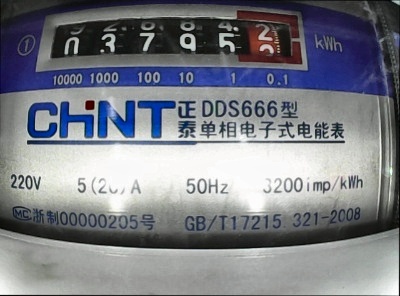 ① 03795 2 kWh
10000 1000 100 10 1 0.1
CHNT 正泰 DDS666型
单相电子式电能表
220V 5(20)A 50Hz 3200imp/kWh
MC 浙制00000205号 GB/T17215.321-2008